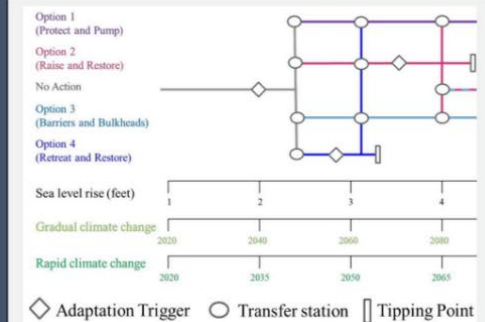 Option 1
(Protect and Pump)
Option 2
(Raise and Restore)
No Action
Option 3
(Barriers and Bulkheads)
Option 4
(Retreat and Restore)
Sea level rise (feet)
1 2 3 4
Gradual climate change
2020 2040 2060 2080
Rapid climate change
2020 2035 2050 2065
Adaptation Trigger Transfer station Tipping Point